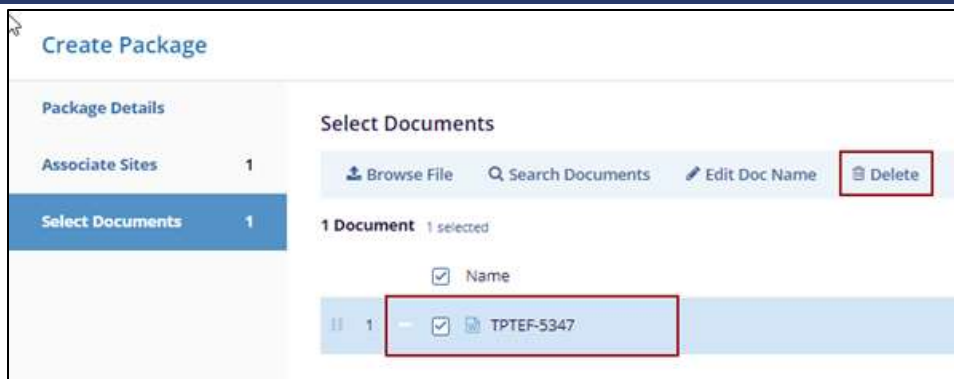 Create Package
Package Details
Associate Sites 1
Select Documents 1
Select Documents
Browse File Search Documents Edit Doc Name Delete
1 Document 1 selected
Name
1 TPTEF-5347